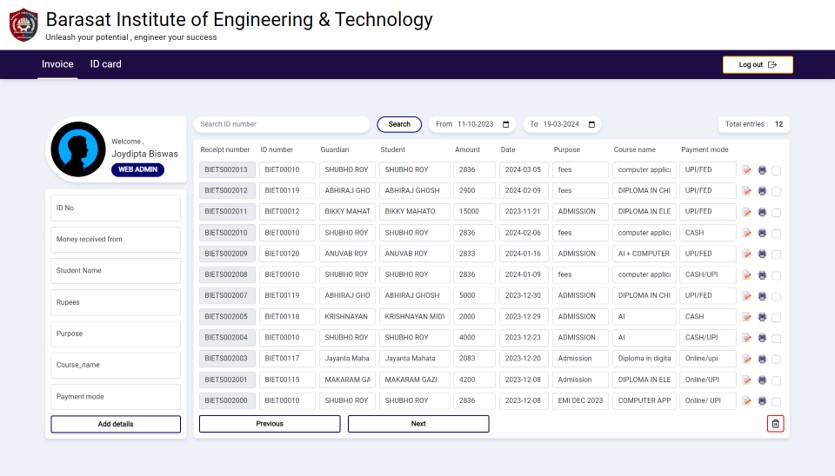 Barasat Institute of Engineering & Technology
Unleash your potential , engineer your success
Invoice ID card Log out
Search ID number Search From 11-10-2023 To 19-03-2024 Total entries : 12
Welcome ,
Joydipta Biswas
WEB ADMIN
ID No
Money received from
Student Name
Rupees
Purpose
Course_name
Payment mode
Add details
Receipt number ID number Guardian Student Amount Date Purpose Course name Payment mode
BIETS002013 BIET00010 SHUBHO ROY SHUBHO ROY 2836 2024-03-05 fees computer applic UPI/FED
BIETS002012 BIET00119 ABHIRAJ GHO ABHIRAJ GHOSH 2900 2024-02-09 fees DIPLOMA IN CHI UPI/FED
BIETS002011 BIET00012 BIKKY MAHAT BIKKY MAHATO 15000 2023-11-21 ADMISSION DIPLOMA IN ELE UPI/FED
BIETS002010 BIET00010 SHUBHO ROY SHUBHO ROY 2836 2024-02-06 fees computer applic CASH
BIETS002009 BIET00120 ANUVAB ROY ANUVAB ROY 2833 2024-01-16 ADMISSION AI + COMPUTER UPI/FED
BIETS002008 BIET00010 SHUBHO ROY SHUBHO ROY 2836 2024-01-09 fees computer applic CASH/UPI
BIETS002007 BIET00119 ABHIRAJ GHO ABHIRAJ GHOSH 5000 2023-12-30 ADMISSION DIPLOMA IN CHI UPI/FED
BIETS002005 BIET00118 KRISHNAYAN KRISHNAYAN MIDY 2000 2023-12-29 ADMISSION AI CASH
BIETS002004 BIET00010 SHUBHO ROY SHUBHO ROY 4000 2023-12-23 ADMISSION AI CASH/UPI
BIETS002003 BIET00117 Jayanta Maha Jayanta Mahata 2083 2023-12-20 Admission Diploma in digita Online/upi
BIETS002001 BIET00115 MAKARAM GA MAKARAM GAZI 4200 2023-12-08 Admission DIPLOMA IN ELE Online/UPI
BIETS002000 BIET00010 SHUBHO ROY SHUBHO ROY 2836 2023-12-08 EMI DEC 2023 COMPUTER APP Online/ UPI
Previous Next